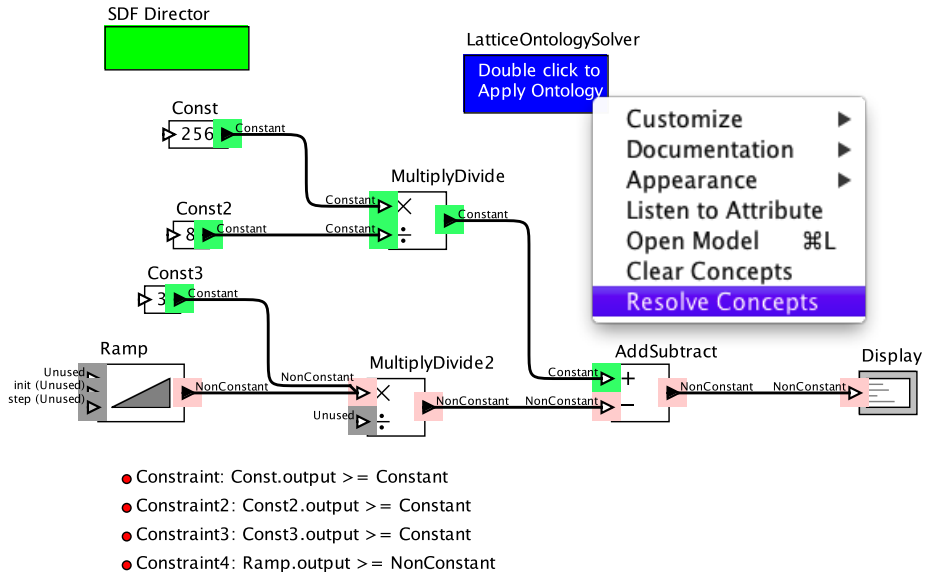 SDF Director
LatticeOntologySolver
Double click to
Apply Ontology
Customize
Documentation
Appearance
Listen to Attribute
Open Model ⌘L
Clear Concepts
Resolve Concepts
Const
256
Constant
MultiplyDivide
Constant
×
Constant
Const2
8
Constant
Constant
÷
Const3
3
Constant
Ramp
Unused
init (Unused)
step (Unused)
NonConstant
NonConstant
MultiplyDivide2
×
Unused
÷
NonConstant
NonConstant
AddSubtract
Constant
+
−
NonConstant
NonConstant
Display
Constraint: Const.output >= Constant
Constraint2: Const2.output >= Constant
Constraint3: Const3.output >= Constant
Constraint4: Ramp.output >= NonConstant